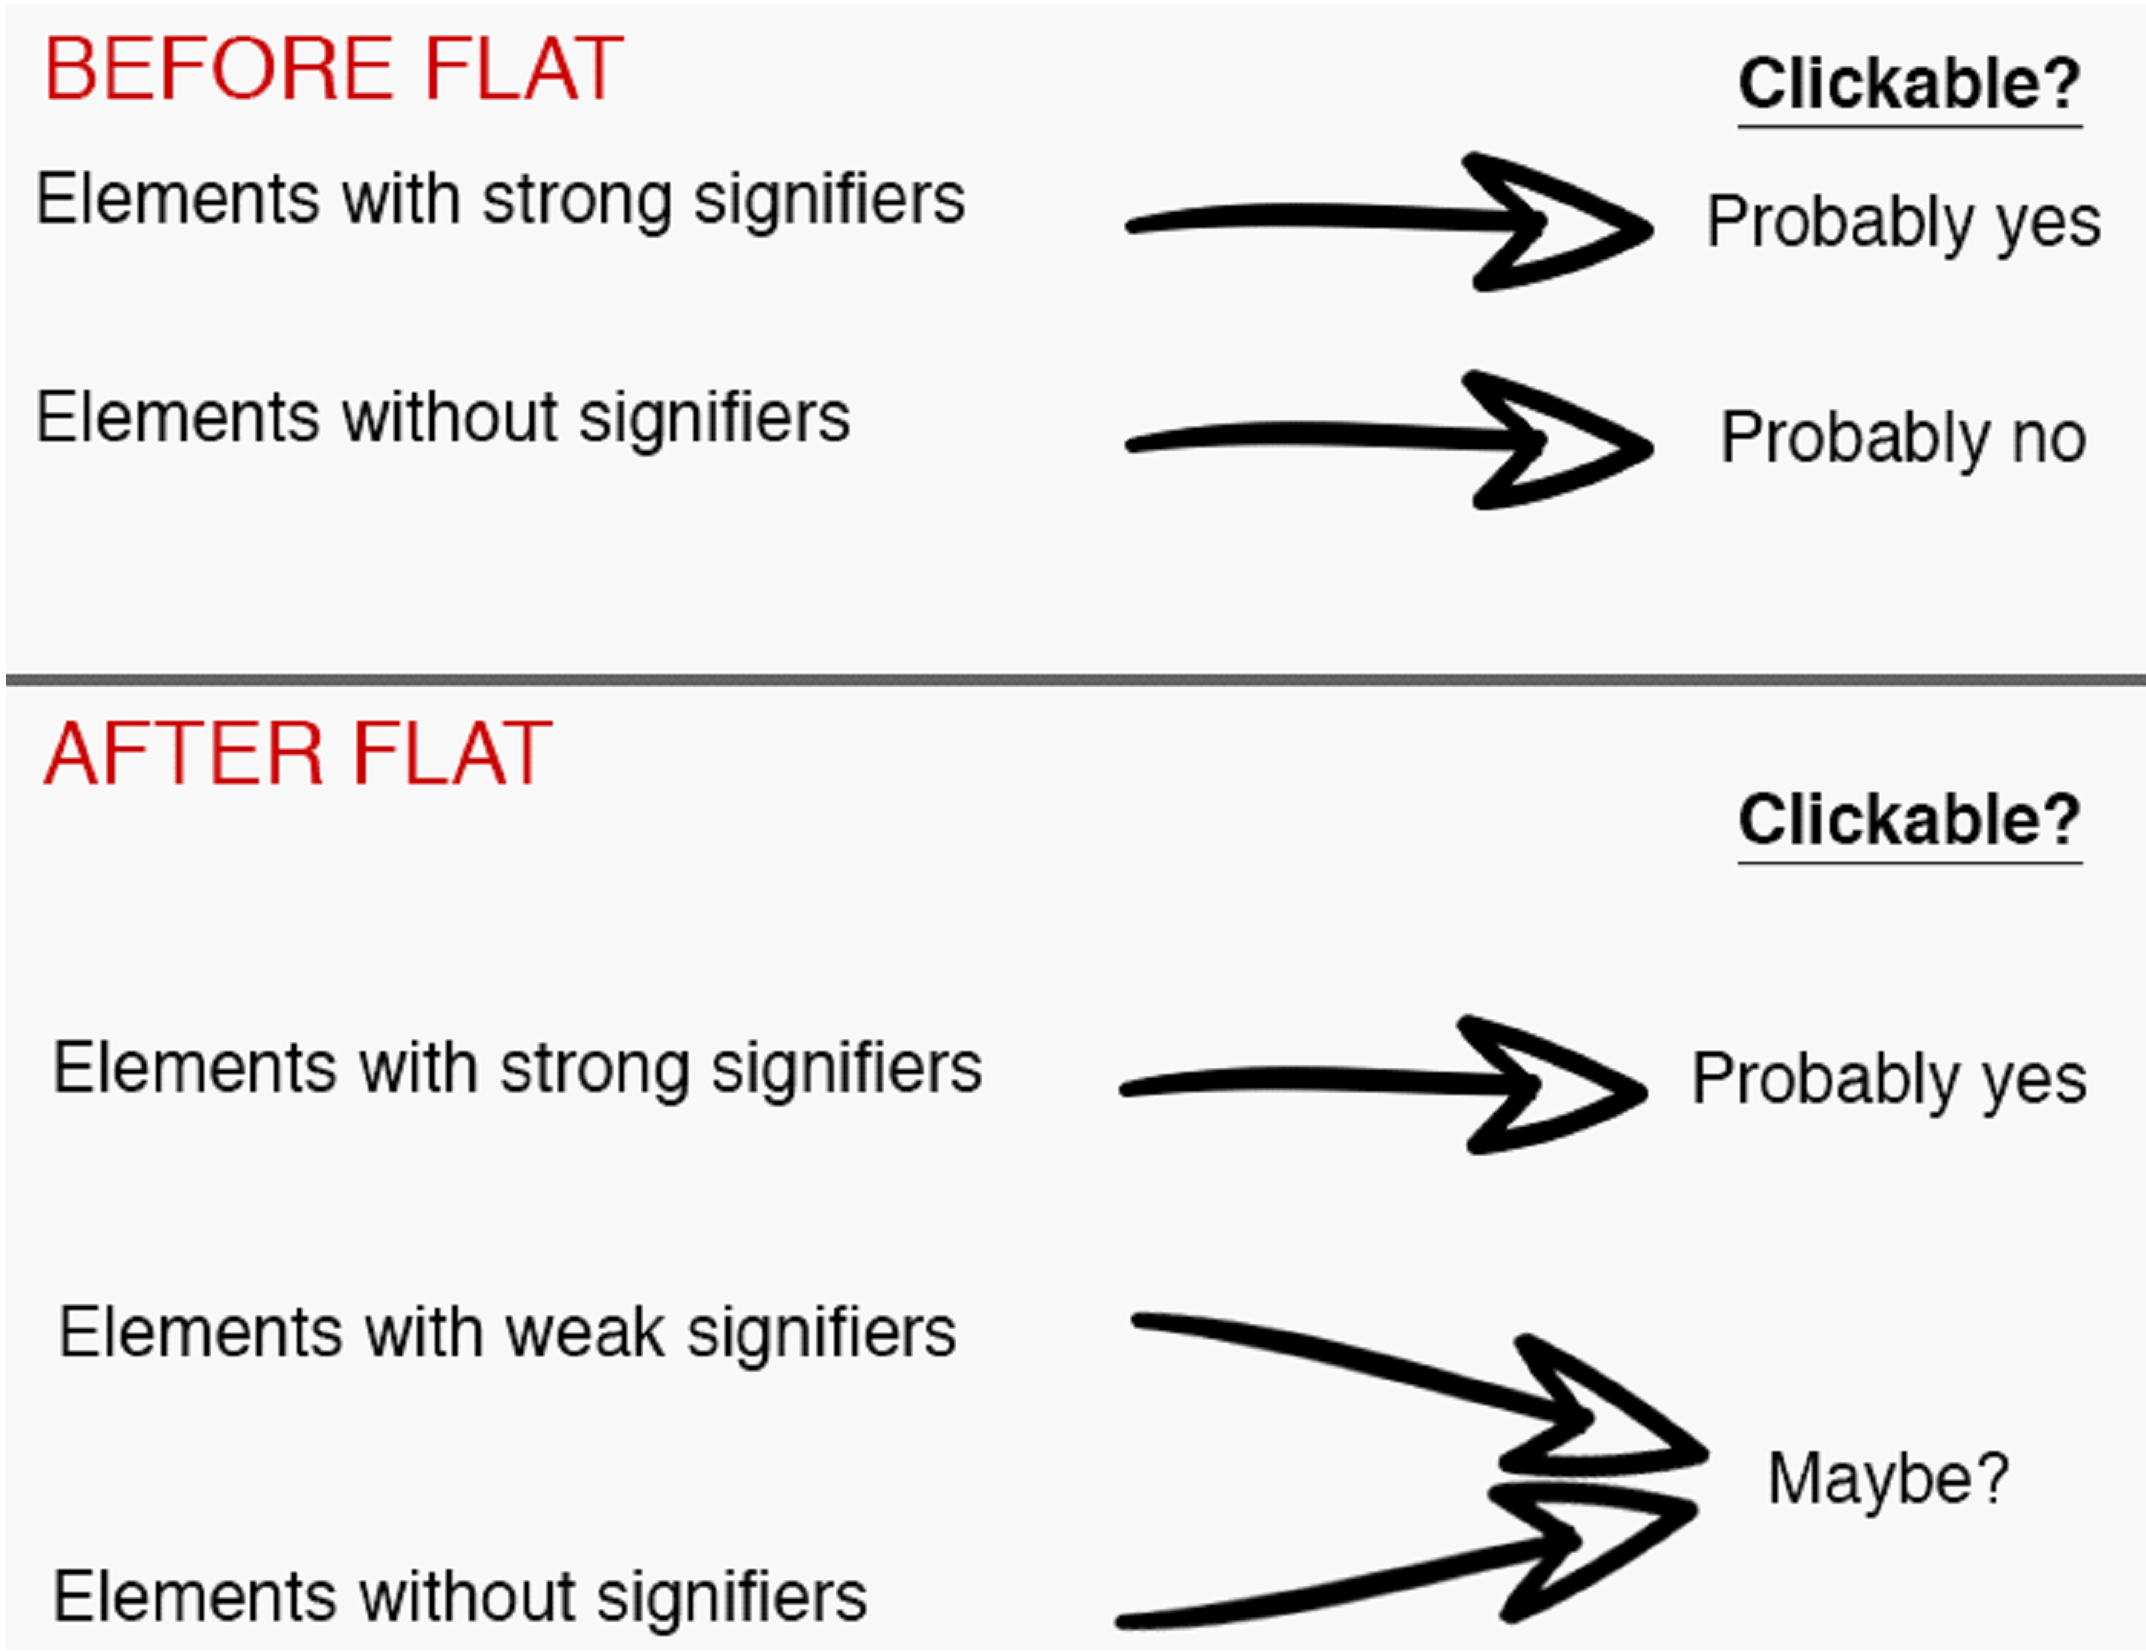 BEFORE FLAT
Clickable?
Elements with strong signifiers
Probably yes
Elements without signifiers
Probably no
AFTER FLAT
Clickable?
Elements with strong signifiers
Probably yes
Elements with weak signifiers
Maybe?
Elements without signifiers